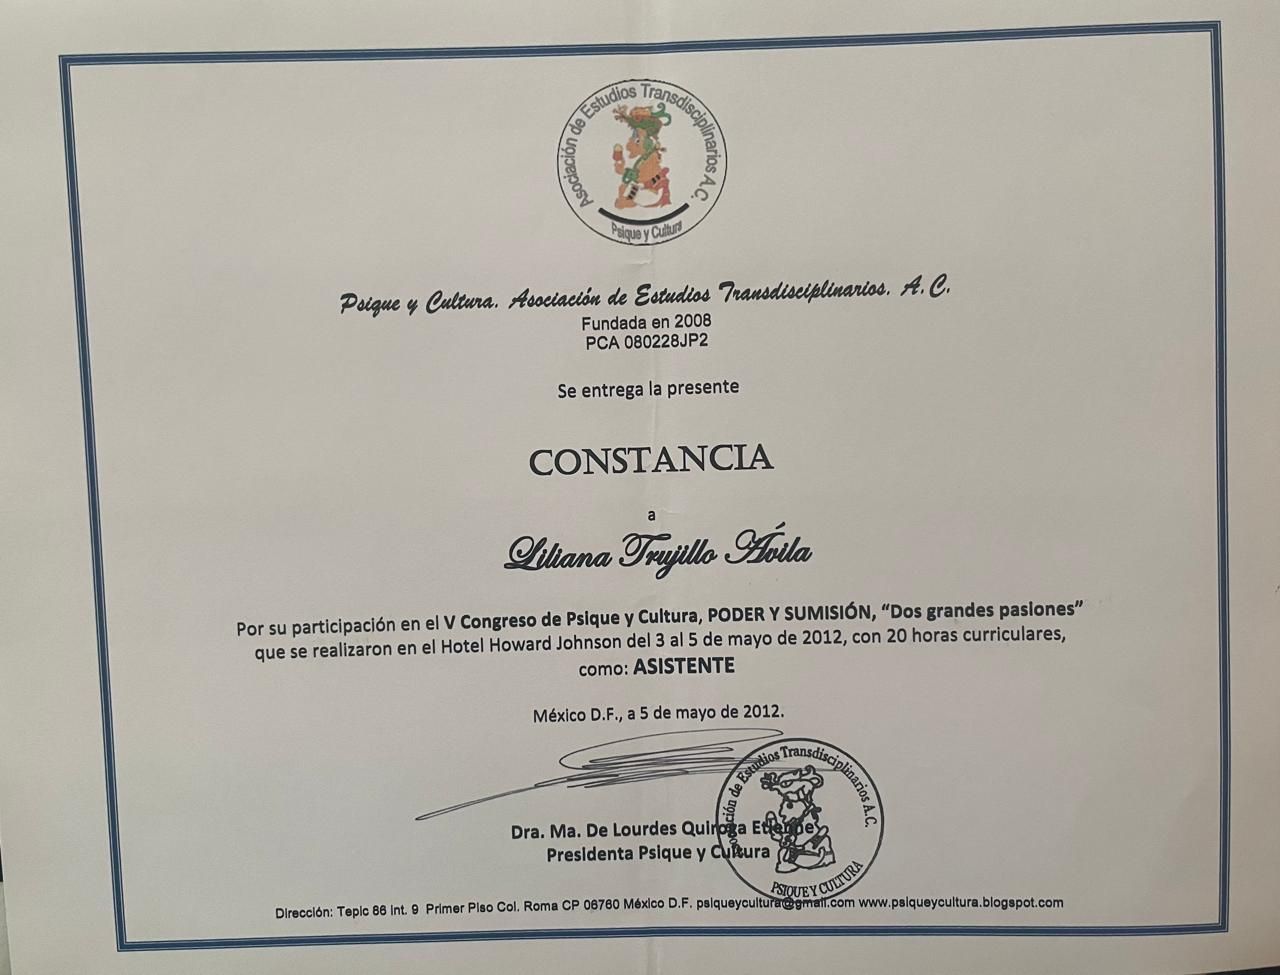 Asociación de Estudios Transdisciplinarios A.C.
Psique y Cultura
Psique y Cultura. Asociación de Estudios Transdisciplinarios. A.C.
Fundada en 2008
PCA 080228JP2
Se entrega la presente
CONSTANCIA
a
Liliana Trujillo Ávila
Por su participación en el V Congreso de Psique y Cultura, PODER Y SUMISIÓN, “Dos grandes pasiones”
que se realizaron en el Hotel Howard Johnson del 3 al 5 de mayo de 2012, con 20 horas curriculares,
como: ASISTENTE
México D.F., a 5 de mayo de 2012.
Asociación de Estudios Transdisciplinarios A.C.
PSIQUE Y CULTURA
Dra. Ma. De Lourdes Quiroga Etienne
Presidenta Psique y Cultura
Dirección: Tepic 66 Int. 9 Primer Piso Col. Roma CP 06760 México D.F. psiqueycultura@gmail.com www.psiqueycultura.blogspot.com